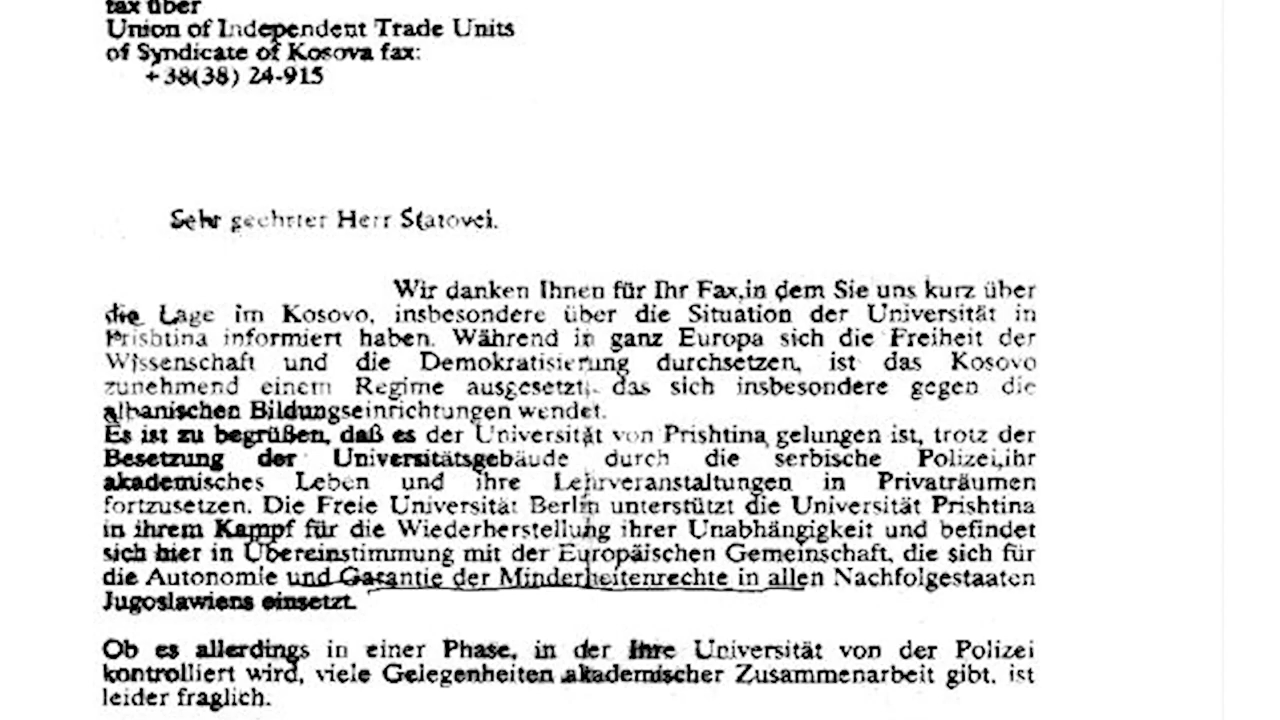 fax über
Union of Independent Trade Units
of Syndicate of Kosova fax:
+38(38) 24-915
Sehr geehrter Herr Statovci.
Wir danken Ihnen für Ihr Fax,in dem Sie uns kurz über
die Lage im Kosovo, insbesondere über die Situation der Universität in
Prishtina informiert haben. Während in ganz Europa sich die Freiheit der
Wissenschaft und die Demokratisierung durchsetzen, ist das Kosovo
zunehmend einem Regime ausgesetzt, das sich insbesondere gegen die
albanischen Bildungseinrichtungen wendet.
Es ist zu begrüßen, daß es der Universität von Prishtina gelungen ist, trotz der
Besetzung der Universitätsgebäude durch die serbische Polizei,ihr
akademisches Leben und ihre Lehrveranstaltungen in Privaträumen
fortzusetzen. Die Freie Universität Berlin unterstützt die Universität Prishtina
in ihrem Kampf für die Wiederherstellung ihrer Unabhängigkeit und befindet
sich hier in Übereinstimmung mit der Europäischen Gemeinschaft, die sich für
die Autonomie und Garantie der Minderheitenrechte in allen Nachfolgestaaten
Jugoslawiens einsetzt.
Ob es allerdings in einer Phase, in der Ihre Universität von der Polizei
kontrolliert wird, viele Gelegenheiten akademischer Zusammenarbeit gibt, ist
leider fraglich.